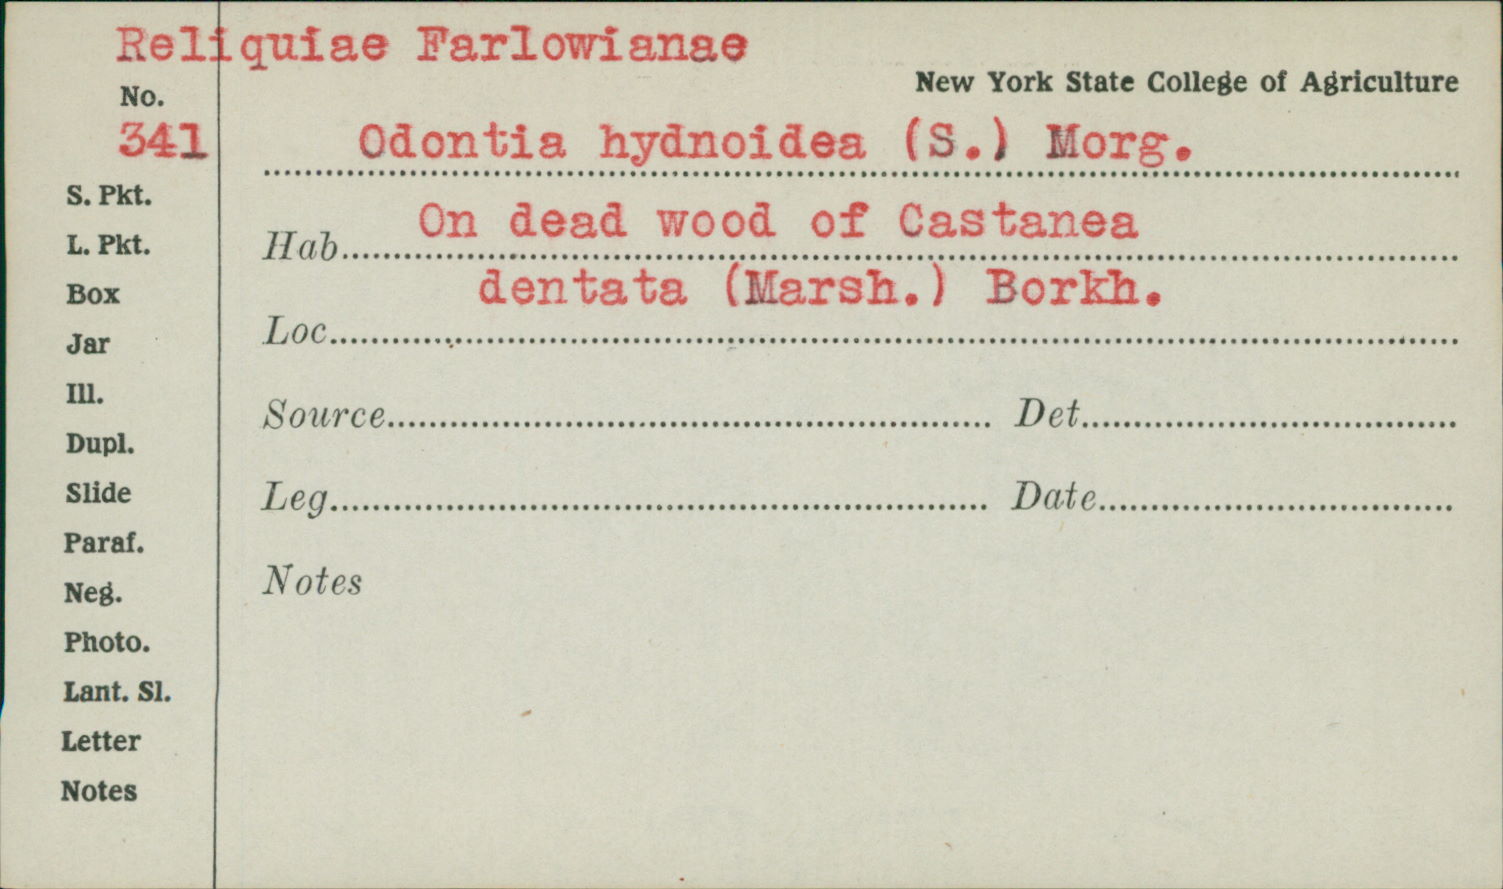 Reliquiae Farlowianae
New York State College of Agriculture
No.
341
Odontia hydnoidea (S.) Morg.
S. Pkt.
Hab. On dead wood of Castanea
L. Pkt.
dentata (Marsh.) Borkh.
Box
Loc.
Jar
Ill.
Source Det.
Dupl.
Slide
Leg. Date
Paraf.
Notes
Neg.
Photo.
Lant. Sl.
Letter
Notes